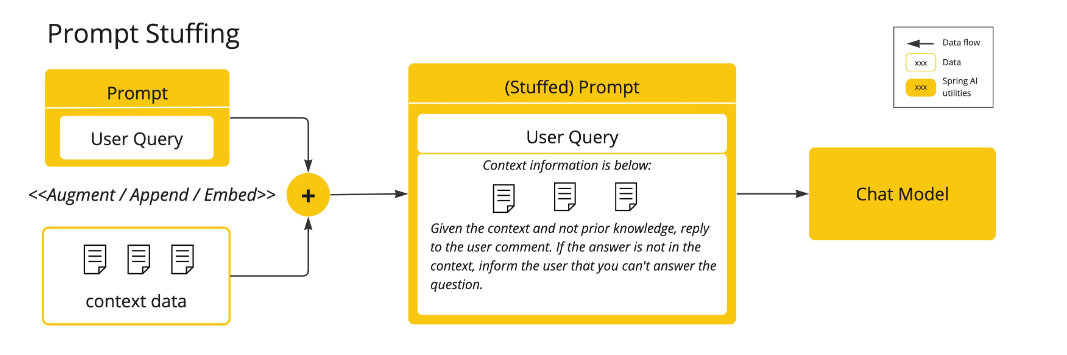 Prompt Stuffing
Prompt
User Query
<<Augment / Append / Embed>>
+
context data
(Stuffed) Prompt
User Query
Context information is below:
Given the context and not prior knowledge, reply
to the user comment. If the answer is not in the
context, inform the user that you can't answer the
question.
Chat Model
Data flow
xxx
Data
xxx
Spring AI
utilities